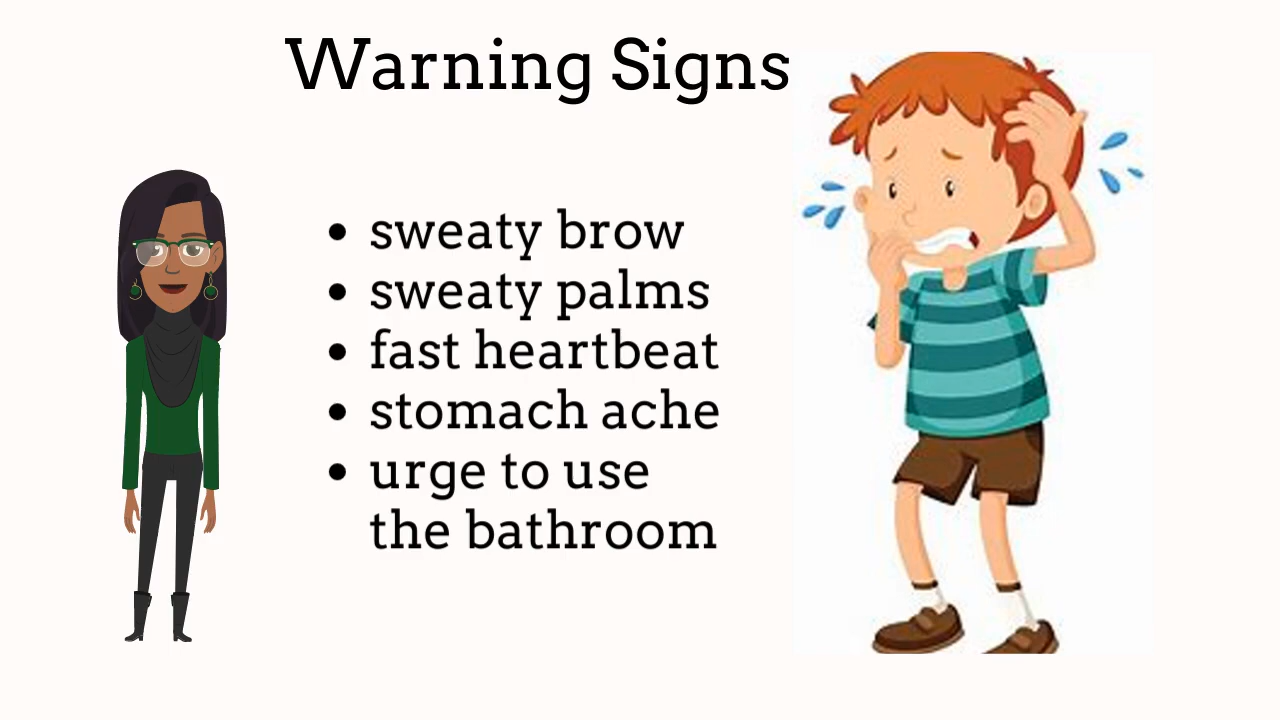 Warning Signs
• sweaty brow
• sweaty palms
• fast heartbeat
• stomach ache
• urge to use
the bathroom